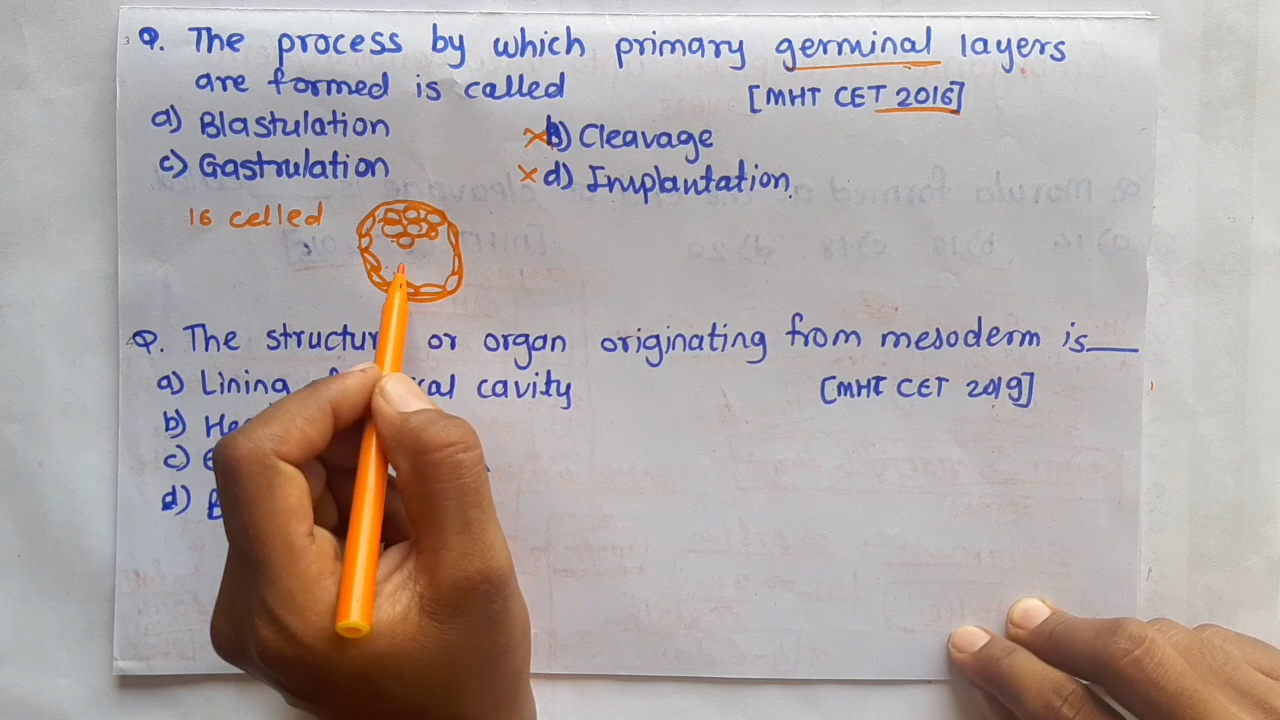 3 Q. The process by which primary germinal layers
are formed is called [MHT CET 2016]
a) Blastulation b) Cleavage
c) Gastrulation d) Implantation
16 celled
Q. The structur or organ originating from mesoderm is
a) Lining cavity [MHT CET 2019]
b)
c)
d)